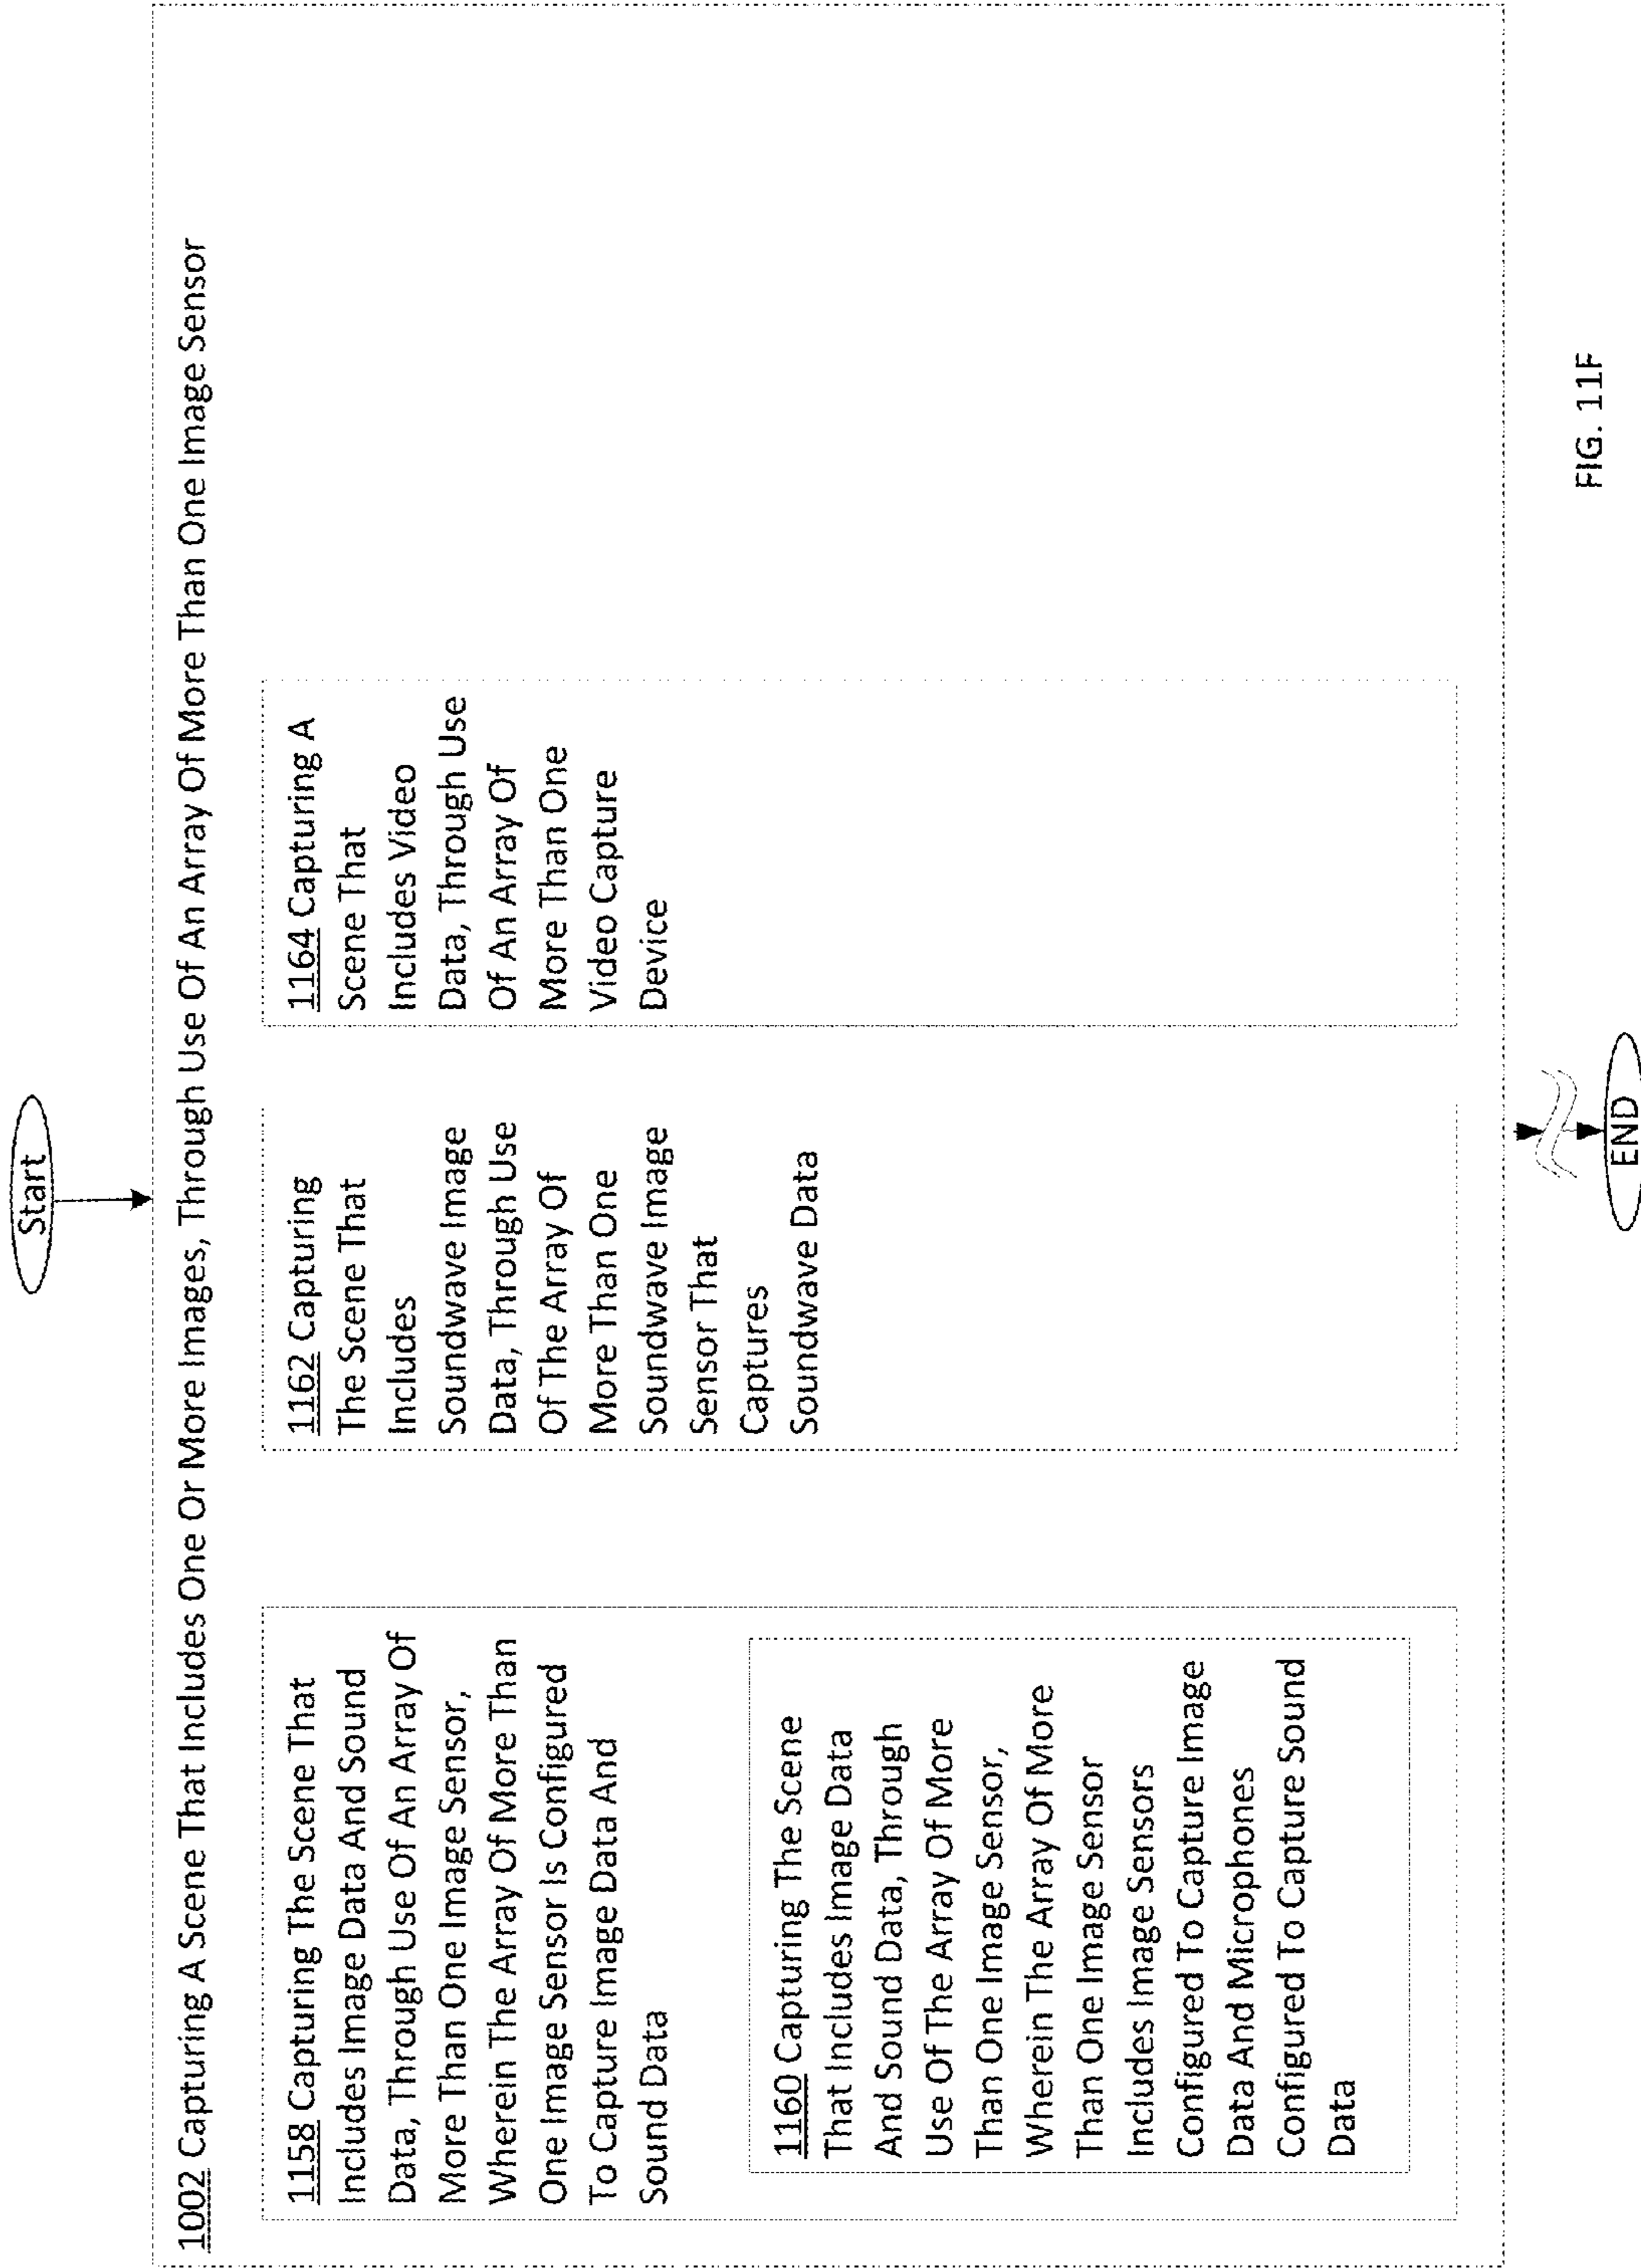 Start
1002 Capturing A Scene That Includes One Or More Images, Through Use Of An Array Of More Than One Image Sensor
1158 Capturing The Scene That
Includes Image Data And Sound
Data, Through Use Of An Array Of
More Than One Image Sensor,
Wherein The Array Of More Than
One Image Sensor Is Configured
To Capture Image Data And
Sound Data
1160 Capturing The Scene
That Includes Image Data
And Sound Data, Through
Use Of The Array Of More
Than One Image Sensor,
Wherein The Array Of More
Than One Image Sensor
Includes Image Sensors
Configured To Capture Image
Data And Microphones
Configured To Capture Sound
Data
1162 Capturing
The Scene That
Includes
Soundwave Image
Data, Through Use
Of The Array Of
More Than One
Soundwave Image
Sensor That
Captures
Soundwave Data
1164 Capturing A
Scene That
Includes Video
Data, Through Use
Of An Array Of
More Than One
Video Capture
Device
END
FIG. 11F